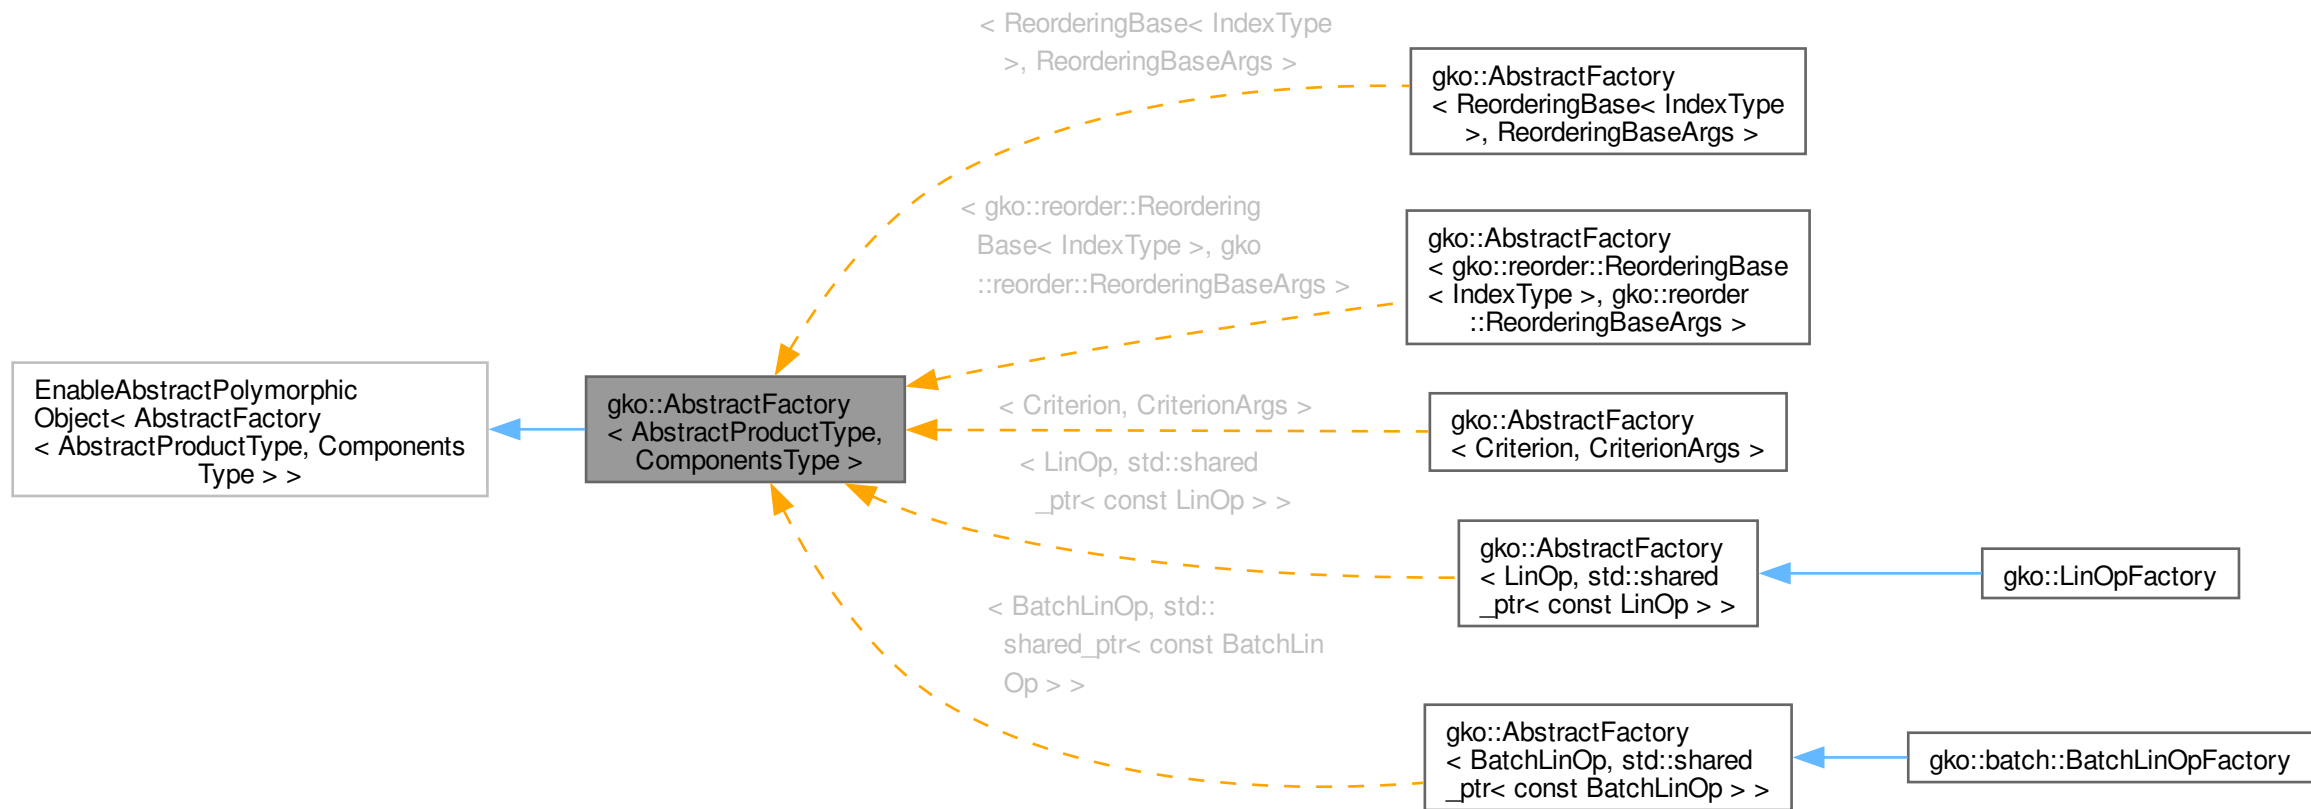 < ReorderingBase< IndexType
>, ReorderingBaseArgs >
gko::AbstractFactory
< ReorderingBase< IndexType
>, ReorderingBaseArgs >
< gko::reorder::Reordering
Base< IndexType >, gko
::reorder::ReorderingBaseArgs >
gko::AbstractFactory
< gko::reorder::ReorderingBase
< IndexType >, gko::reorder
::ReorderingBaseArgs >
EnableAbstractPolymorphic
Object< AbstractFactory
< AbstractProductType, Components
Type > >
gko::AbstractFactory
< AbstractProductType,
ComponentsType >
< Criterion, CriterionArgs >
gko::AbstractFactory
< Criterion, CriterionArgs >
< LinOp, std::shared
_ptr< const LinOp > >
gko::AbstractFactory
< LinOp, std::shared
_ptr< const LinOp > >
gko::LinOpFactory
< BatchLinOp, std::
shared_ptr< const BatchLin
Op > >
gko::AbstractFactory
< BatchLinOp, std::shared
_ptr< const BatchLinOp > >
gko::batch::BatchLinOpFactory